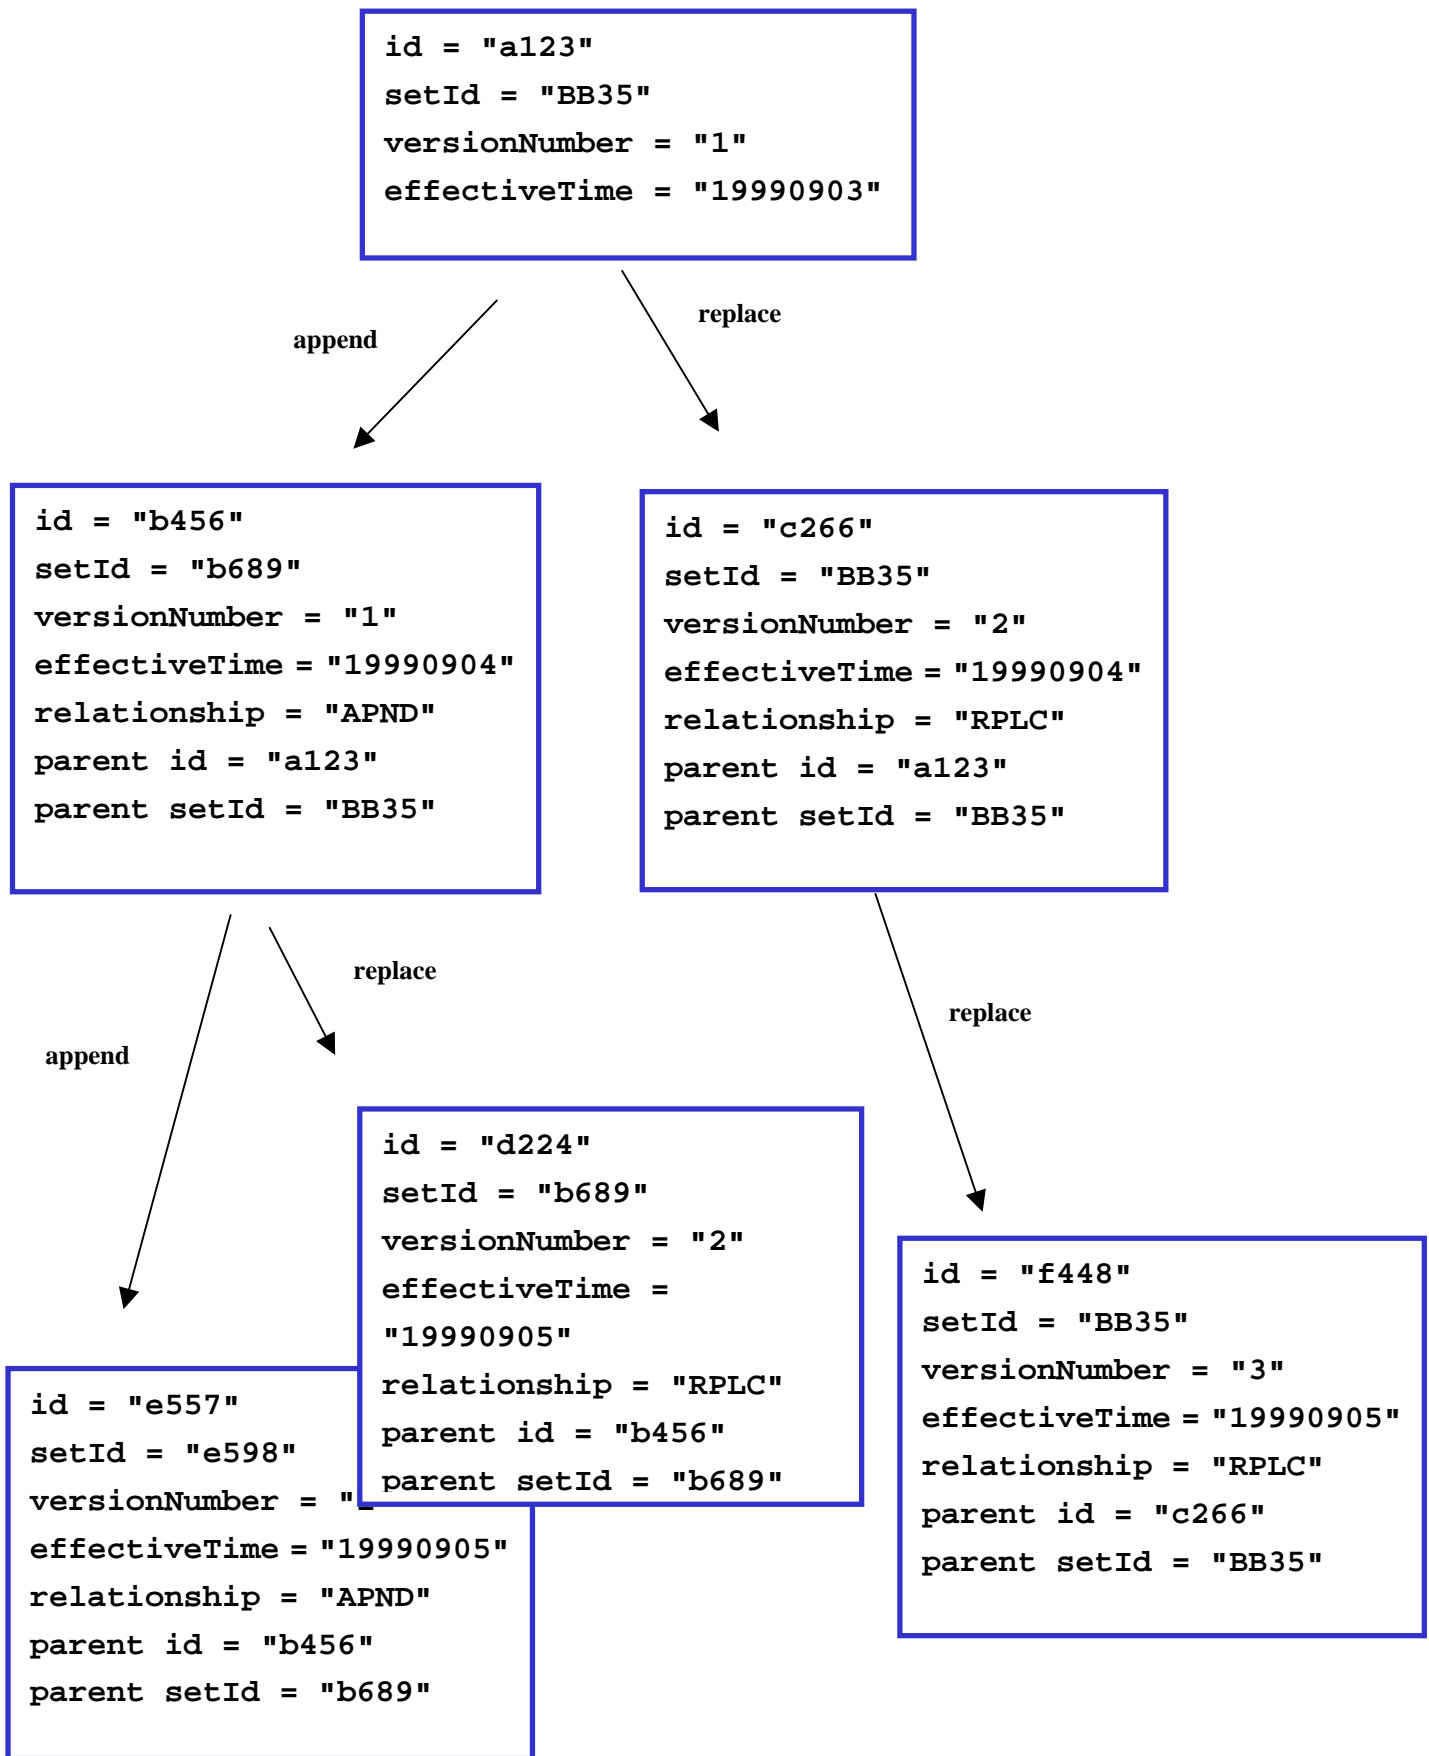 id = "a123"
setId = "BB35"
versionNumber = "1"
effectiveTime = "19990903"
append
replace
id = "b456"
setId = "b689"
versionNumber = "1"
effectiveTime = "19990904"
relationship = "APND"
parent id = "a123"
parent setId = "BB35"
id = "c266"
setId = "BB35"
versionNumber = "2"
effectiveTime = "19990904"
relationship = "RPLC"
parent id = "a123"
parent setId = "BB35"
append
replace
replace
id = "e557"
setId = "e598"
versionNumber = "
effectiveTime = "19990905"
relationship = "APND"
parent id = "b456"
parent setId = "b689"
id = "d224"
setId = "b689"
versionNumber = "2"
effectiveTime =
"19990905"
relationship = "RPLC"
parent id = "b456"
parent setId = "b689"
id = "f448"
setId = "BB35"
versionNumber = "3"
effectiveTime = "19990905"
relationship = "RPLC"
parent id = "c266"
parent setId = "BB35"